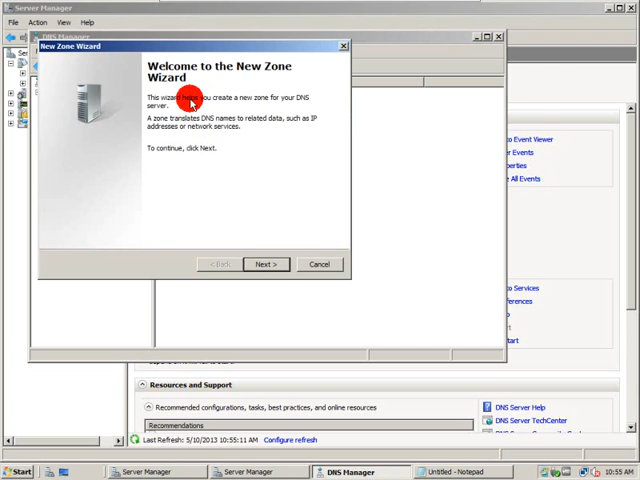 Server Manager
File Action View Help
DNS Manager
New Zone Wizard
Welcome to the New Zone
Wizard
This wizard helps you create a new zone for your DNS
server.
A zone translates DNS names to related data, such as IP
addresses or network services.
To continue, click Next.
< Back
Next >
Cancel
to Event Viewer
er Events
perties
e All Events
to Services
ferences
start
Resources and Support
Recommended configurations, tasks, best practices, and online resources
Recommendations
DNS Server Help
DNS Server TechCenter
Last Refresh: 5/10/2013 10:55:11 AM Configure refresh
Start
Server Manager
Server Manager
DNS Manager
Untitled - Notepad
10:55 AM